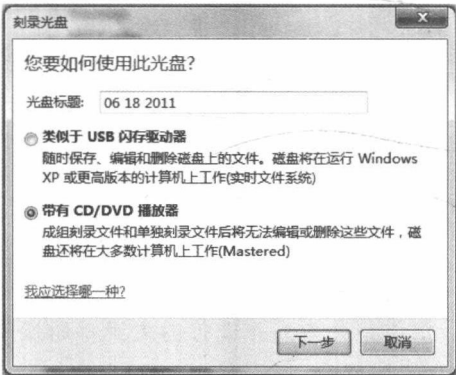 刻录光盘
您要如何使用此光盘?
光盘标题: 06 18 2011
类似于 USB 闪存驱动器
随时保存、编辑和删除磁盘上的文件。磁盘将在运行 Windows
XP 或更高版本的计算机上工作(实时文件系统)
带有 CD/DVD 播放器
成组刻录文件和单独刻录文件后将无法编辑或删除这些文件，磁
盘还将在大多数计算机上工作(Mastered)
我应选择哪一种?
下一步 取消